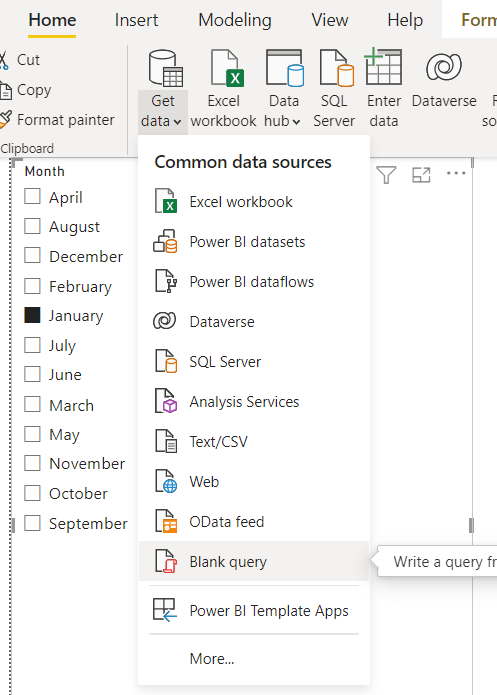 Home Insert Modeling View Help Form
Cut
Copy
Format painter
Clipboard
Get data
Excel workbook
Data hub
SQL Server
Enter data
Dataverse
Month
April
August
December
February
January
July
June
March
May
November
October
September
Common data sources
Excel workbook
Power BI datasets
Power BI dataflows
Dataverse
SQL Server
Analysis Services
Text/CSV
Web
OData feed
Blank query
Write a query fr
Power BI Template Apps
More...